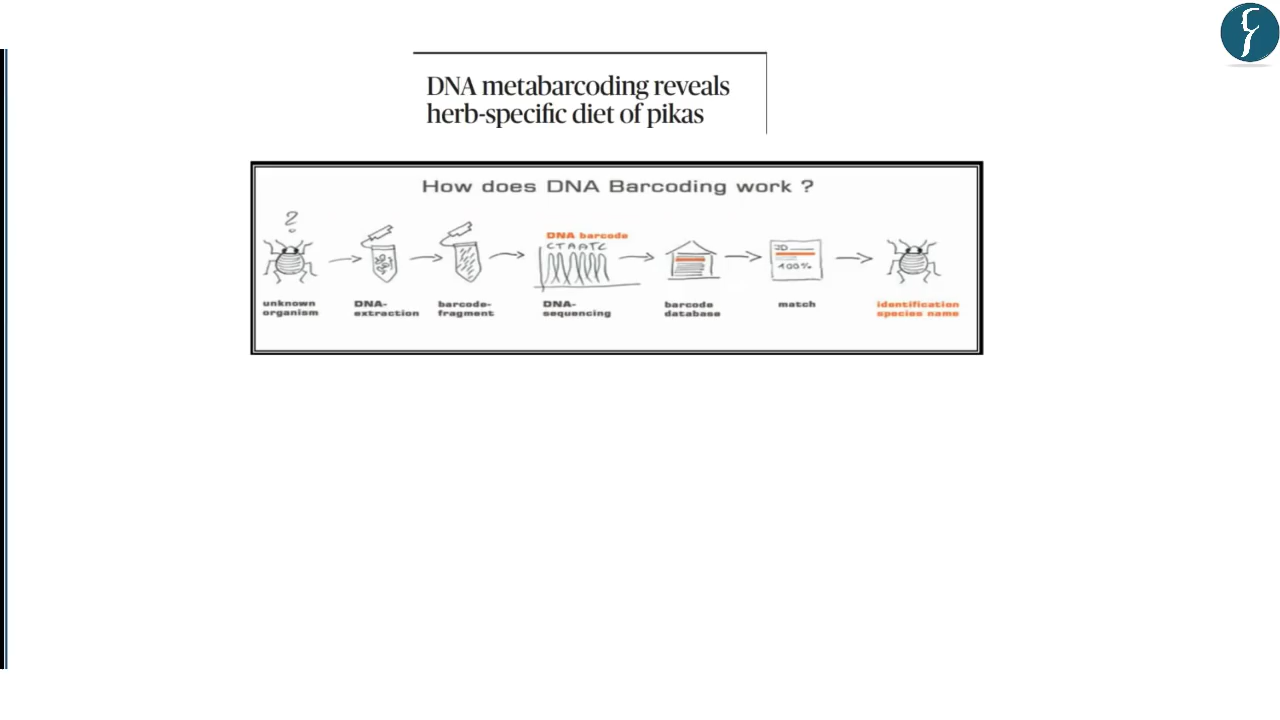 DNA metabarcoding reveals
herb-specific diet of pikas
How does DNA Barcoding work ?
?
DNA barcode
CTAATC
ID
100%
unknown
organism
DNA-
extraction
barcode-
fragment
DNA-
sequencing
barcode
database
match
identification
species name